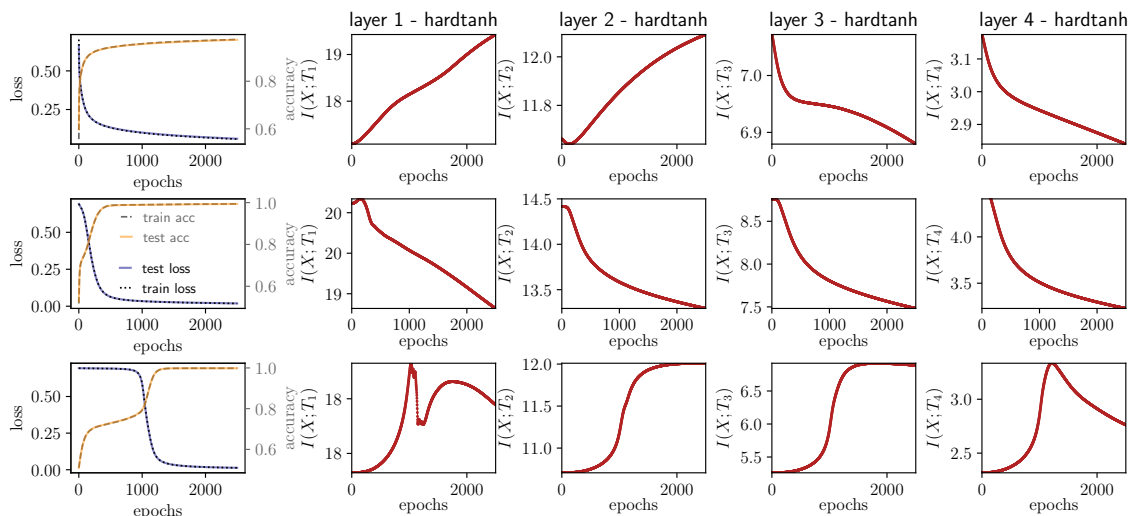 layer 1 - hardtanh
layer 2 - hardtanh
layer 3 - hardtanh
layer 4 - hardtanh
loss
0.50
0.25
0.8
0.6
accuracy
0
1000
2000
epochs
I(X;T₁)
19
18
0
2000
epochs
I(X;T₂)
12.0
11.8
0
2000
epochs
I(X;T₃)
7.0
6.9
0
2000
epochs
I(X;T₄)
3.1
3.0
2.9
0
2000
epochs
loss
0.75
0.50
0.25
0.00
train acc
test acc
test loss
train loss
1.0
0.8
0.6
accuracy
0
1000
2000
epochs
I(X;T₁)
20
20
19
0
1000
2000
epochs
I(X;T₂)
14.5
14.0
13.5
0
1000
2000
epochs
I(X;T₃)
8.5
8.0
7.5
0
1000
2000
epochs
I(X;T₄)
4.0
3.5
0
1000
2000
epochs
loss
0.50
0.25
0.00
1.0
0.8
0.6
accuracy
0
1000
2000
epochs
I(X;T₁)
18
18
0
2000
epochs
I(X;T₂)
12.0
11.5
11.0
0
2000
epochs
I(X;T₃)
6.5
6.0
5.5
0
2000
epochs
I(X;T₄)
3.0
2.5
0
2000
epochs